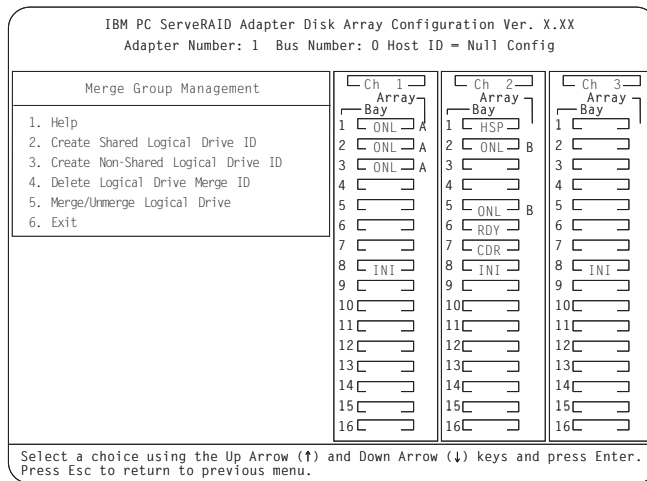 IBM PC ServeRAID Adapter Disk Array Configuration Ver. X.XX
Adapter Number: 1 Bus Number: 0 Host ID = Null Config
Merge Group Management
1. Help
2. Create Shared Logical Drive ID
3. Create Non-Shared Logical Drive ID
4. Delete Logical Drive Merge ID
5. Merge/Unmerge Logical Drive
6. Exit
Ch 1
Array
Bay
1 ONL A
2 ONL A
3 ONL A
4
5
6
7
8 INI
9
10
11
12
13
14
15
16
Ch 2
Array
Bay
1 HSP
2 ONL B
3
4
5 ONL B
6 RDY
7 CDR
8 INI
9
10
11
12
13
14
15
16
Ch 3
Array
Bay
1
2
3
4
5
6
7
8 INI
9
10
11
12
13
14
15
16
Select a choice using the Up Arrow (↑) and Down Arrow (↓) keys and press Enter.
Press Esc to return to previous menu.